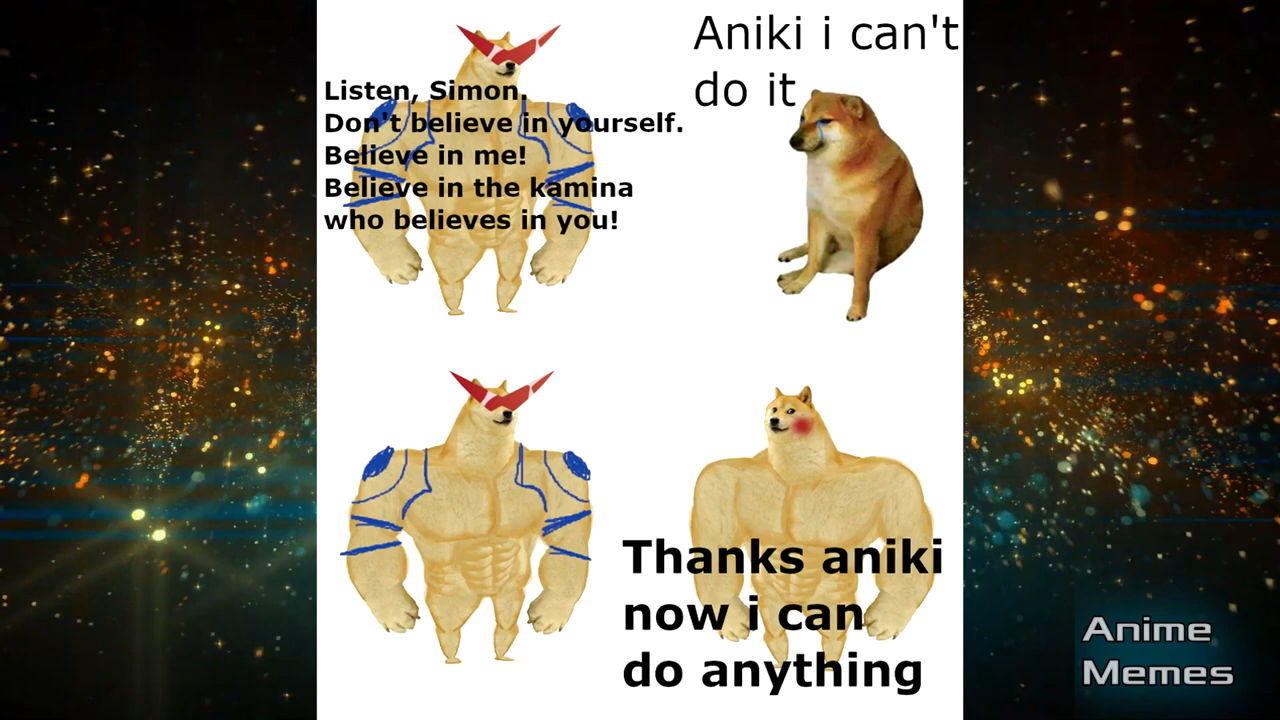 Listen, Simon.
Don't believe in yourself.
Believe in me!
Believe in the kamina
who believes in you!
Aniki i can't
do it
Thanks aniki
now i can
do anything
Anime
Memes